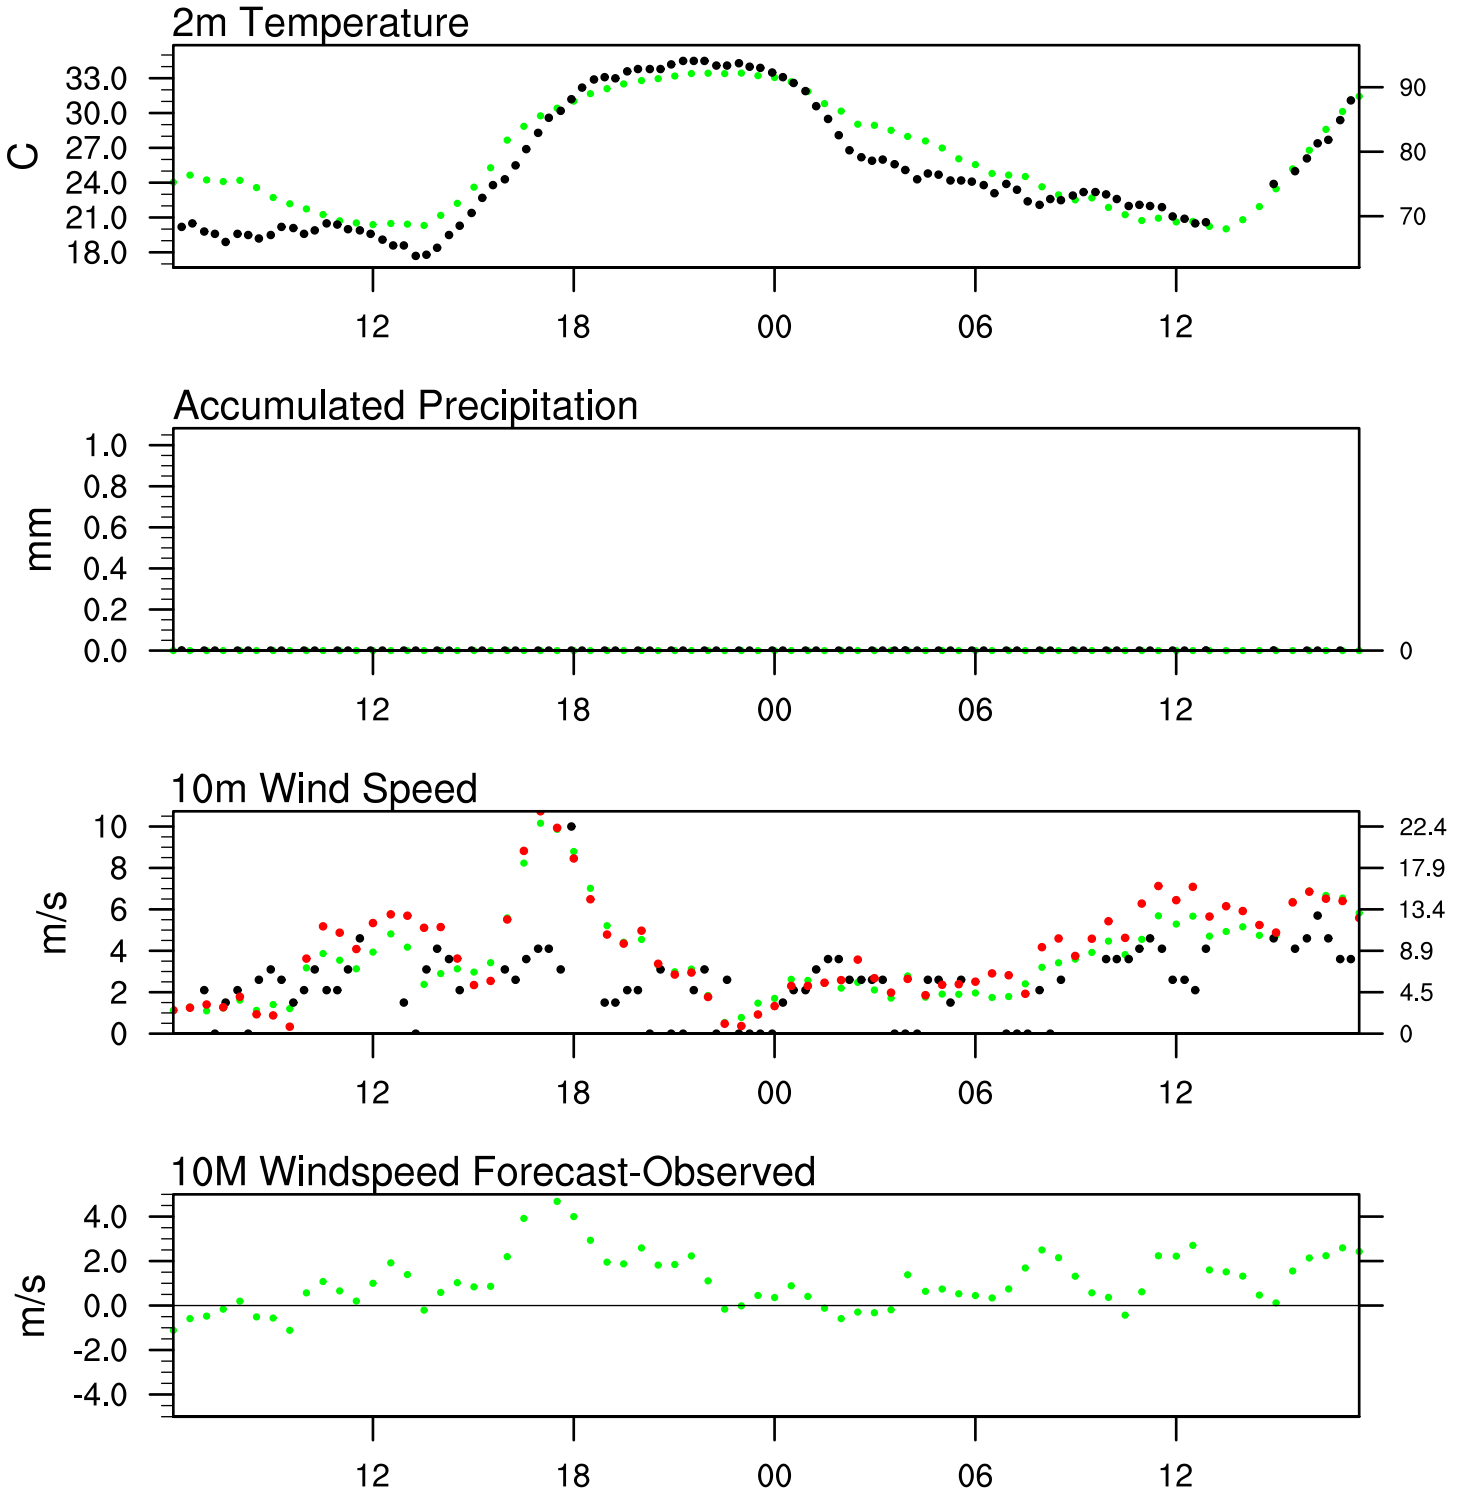 2m Temperature
33.0
30.0
27.0
24.0
21.0
18.0
C
90
80
70
12 18 00 06 12
Accumulated Precipitation
1.0
0.8
0.6
0.4
0.2
0.0
mm
0
12 18 00 06 12
10m Wind Speed
10
8
6
4
2
0
m/s
22.4
17.9
13.4
8.9
4.5
0
12 18 00 06 12
10M Windspeed Forecast-Observed
4.0
2.0
0.0
-2.0
-4.0
m/s
12 18 00 06 12